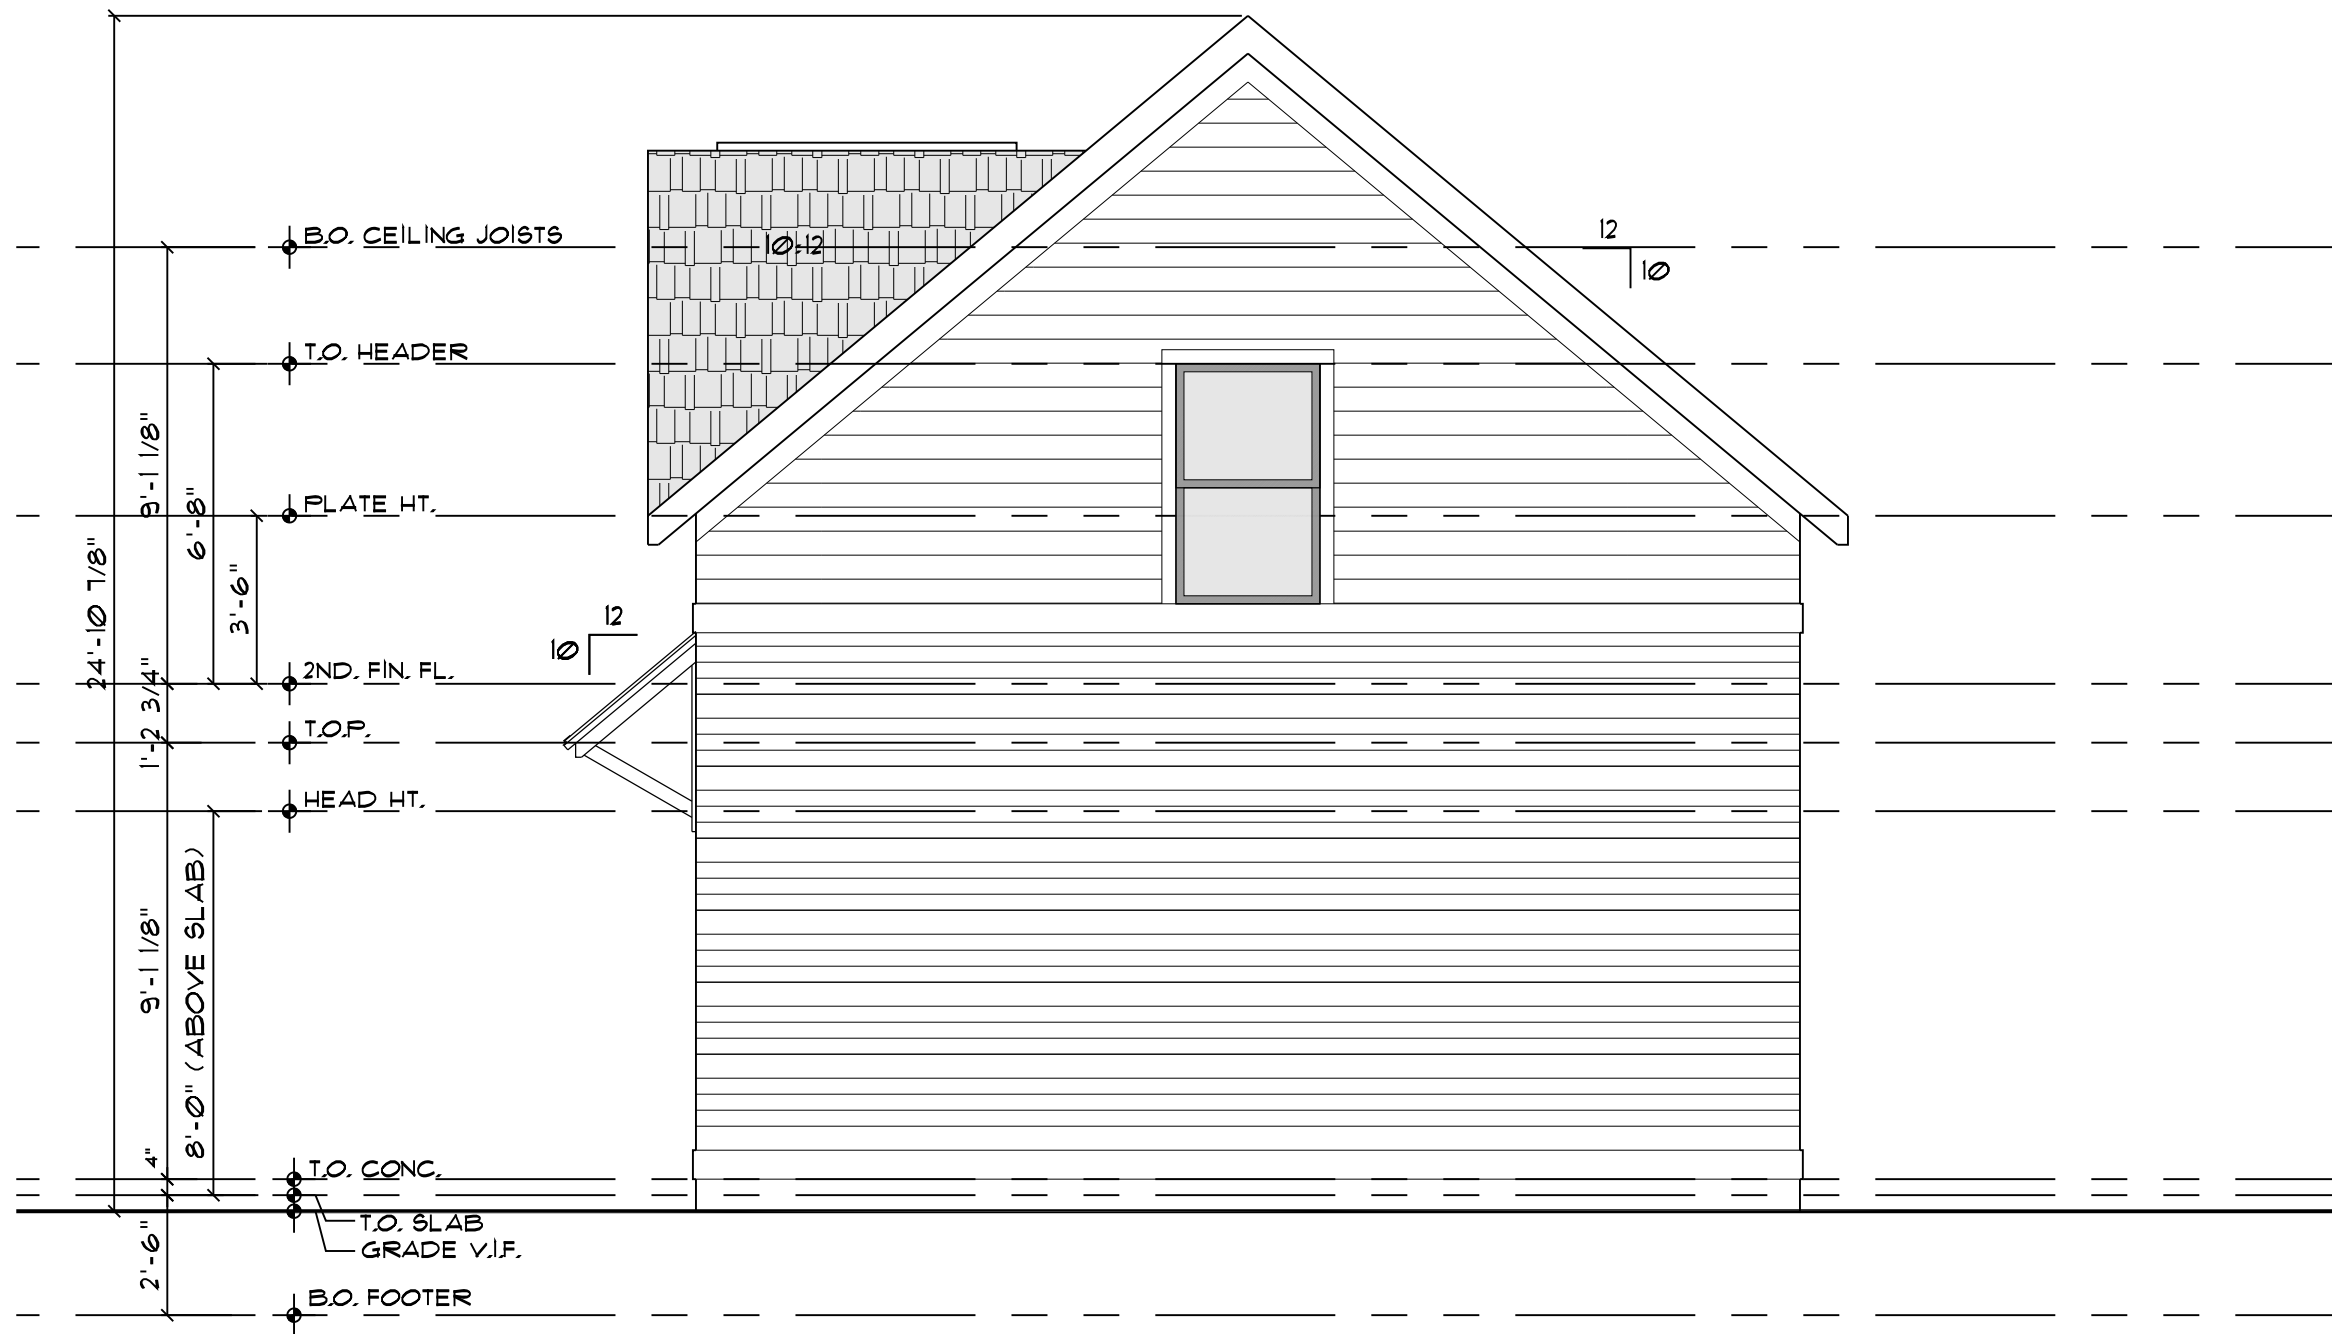 12
10
B.O. CEILING JOISTS
10:12
T.O. HEADER
9'-1 1/8"
6'-8"
PLATE HT.
24'-10 7/8"
3'-6"
12
10
2ND. FIN. FL.
1'-2 3/4"
T.O.P.
HEAD HT.
9'-1 1/8"
8'-0" (ABOVE SLAB)
4"
T.O. CONC.
T.O. SLAB
GRADE V.I.F.
2'-6"
B.O. FOOTER